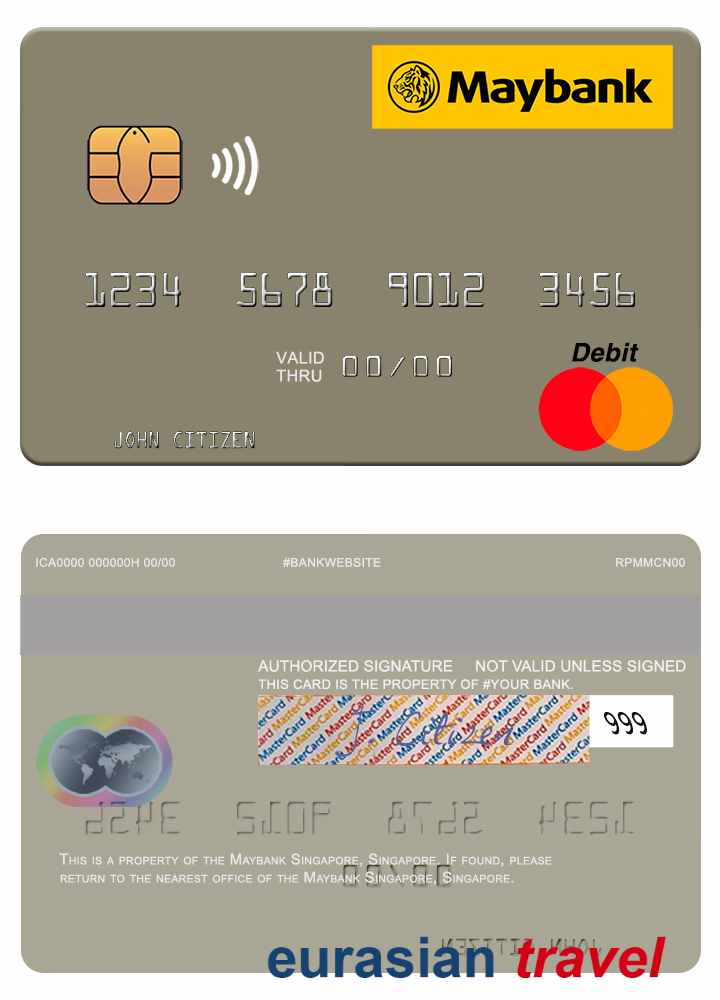 Maybank
1234 5678 9012 3456
Debit
VALID
THRU 00/00
JOHN CITIZEN
ICA0000 000000H 00/00 #BANKWEBSITE RPMMCN00
AUTHORIZED SIGNATURE NOT VALID UNLESS SIGNED
THIS CARD IS THE PROPERTY OF #YOUR BANK.
MasterCard
J Citizen
999
This is a property of the Maybank Singapore, Singapore. If found, please
return to the nearest office of the Maybank Singapore, Singapore.
eurasian travel